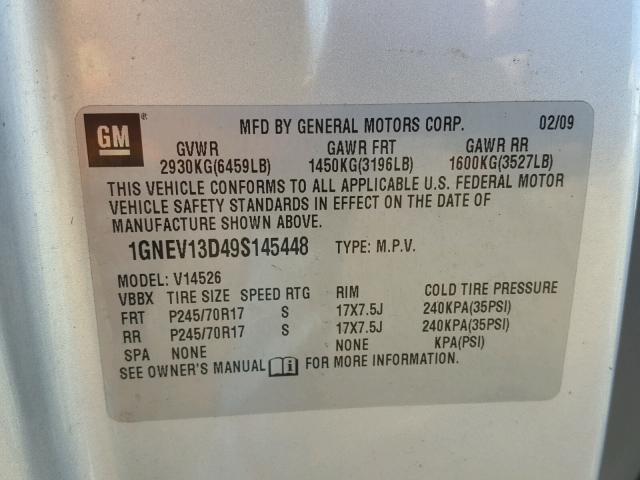 GM ® MFD BY GENERAL MOTORS CORP. 02/09
GVWR GAWR FRT GAWR RR
2930KG(6459LB) 1450KG(3196LB) 1600KG(3527LB)
THIS VEHICLE CONFORMS TO ALL APPLICABLE U.S. FEDERAL MOTOR
VEHICLE SAFETY STANDARDS IN EFFECT ON THE DATE OF
MANUFACTURE SHOWN ABOVE.
1GNEV13D49S145448 TYPE: M.P.V.
MODEL: V14526
VBBX TIRE SIZE SPEED RTG RIM COLD TIRE PRESSURE
FRT P245/70R17 S 17X7.5J 240KPA(35PSI)
RR P245/70R17 S 17X7.5J 240KPA(35PSI)
SPA NONE NONE KPA(PSI)
SEE OWNER'S MANUAL i FOR MORE INFORMATION.